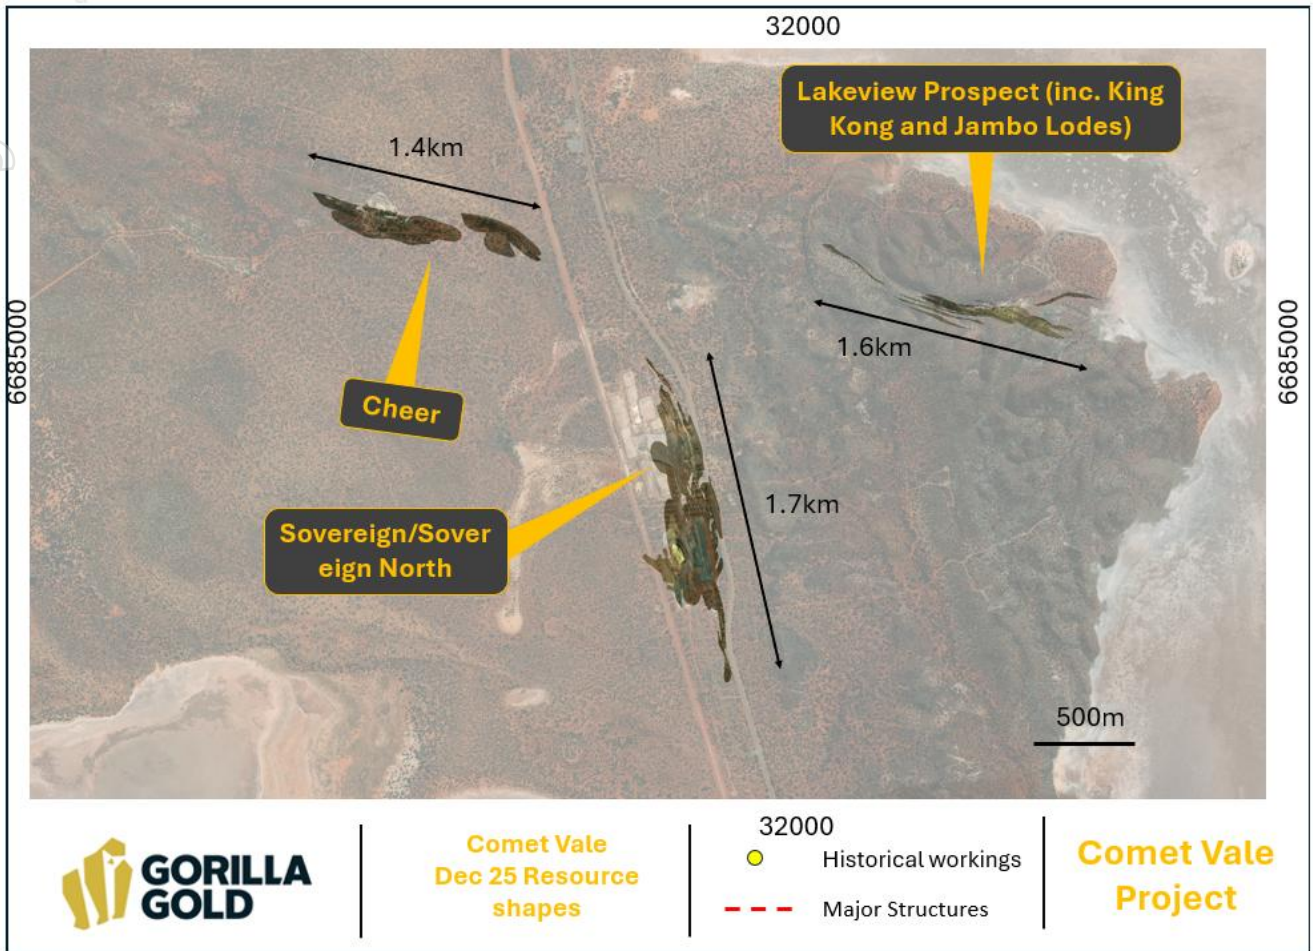 32000
Lakeview Prospect (inc. King
Kong and Jambo Lodes)
1.4km
6685000
6685000
1.6km
Cheer
1.7km
Sovereign/Sover
eign North
500m
32000
GORILLA
GOLD
Comet Vale
Dec 25 Resource
shapes
Historical workings
Major Structures
Comet Vale
Project